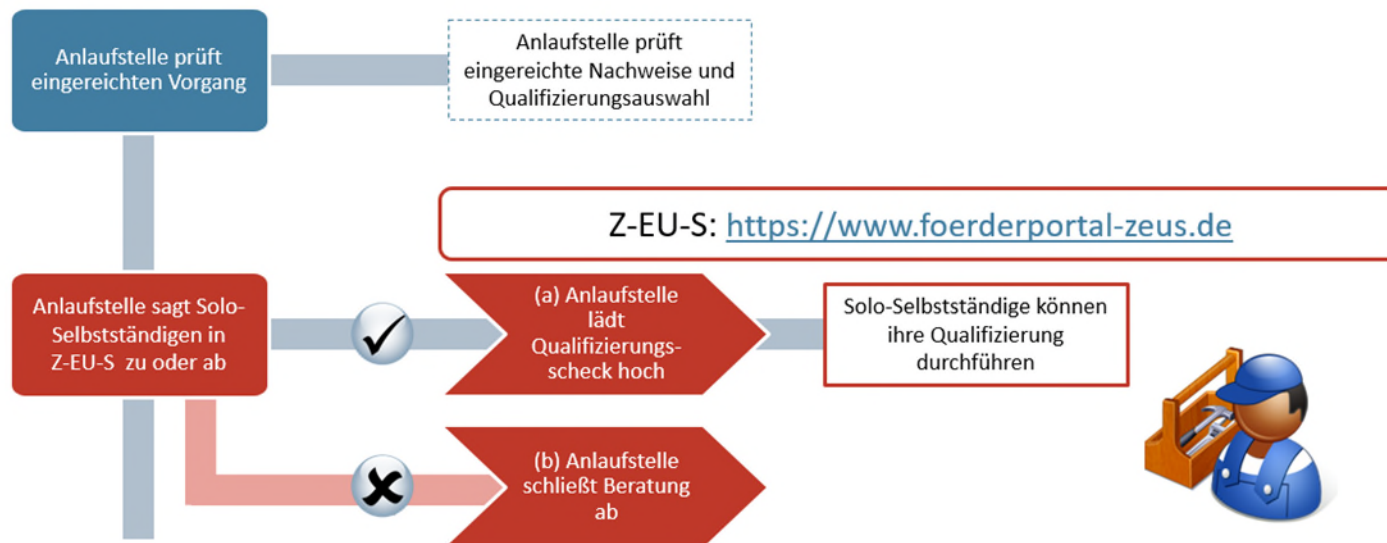 Anlaufstelle prüft
eingereichten Vorgang
Anlaufstelle prüft
eingereichte Nachweise und
Qualifizierungsauswahl
Z-EU-S: https://www.foerderportal-zeus.de
Anlaufstelle sagt Solo-
Selbstständigen in
Z-EU-S zu oder ab
(a) Anlaufstelle
lädt
Qualifizierungs-
scheck hoch
Solo-Selbstständige können
ihre Qualifizierung
durchführen
(b) Anlaufstelle
schließt Beratung
ab